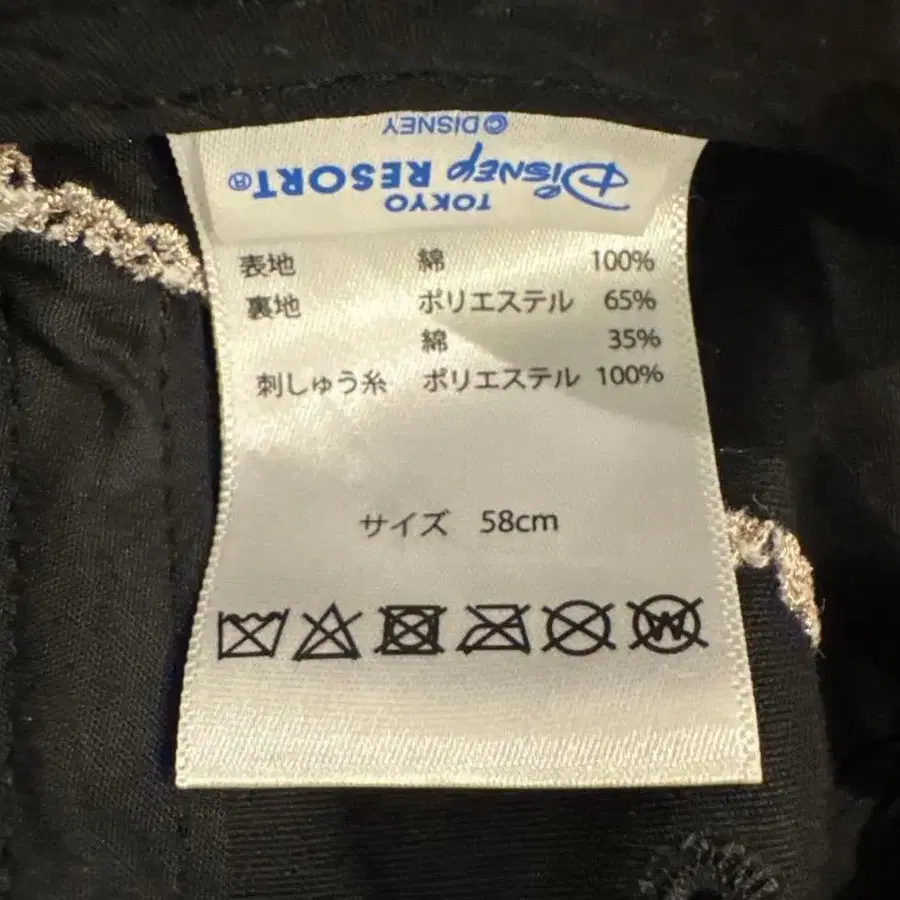 © DISNEY
TOKYO
DISNEY RESORT®
表地 綿 100%
裏地 ポリエステル 65%
綿 35%
刺しゅう糸 ポリエステル 100%
サイズ 58cm
W